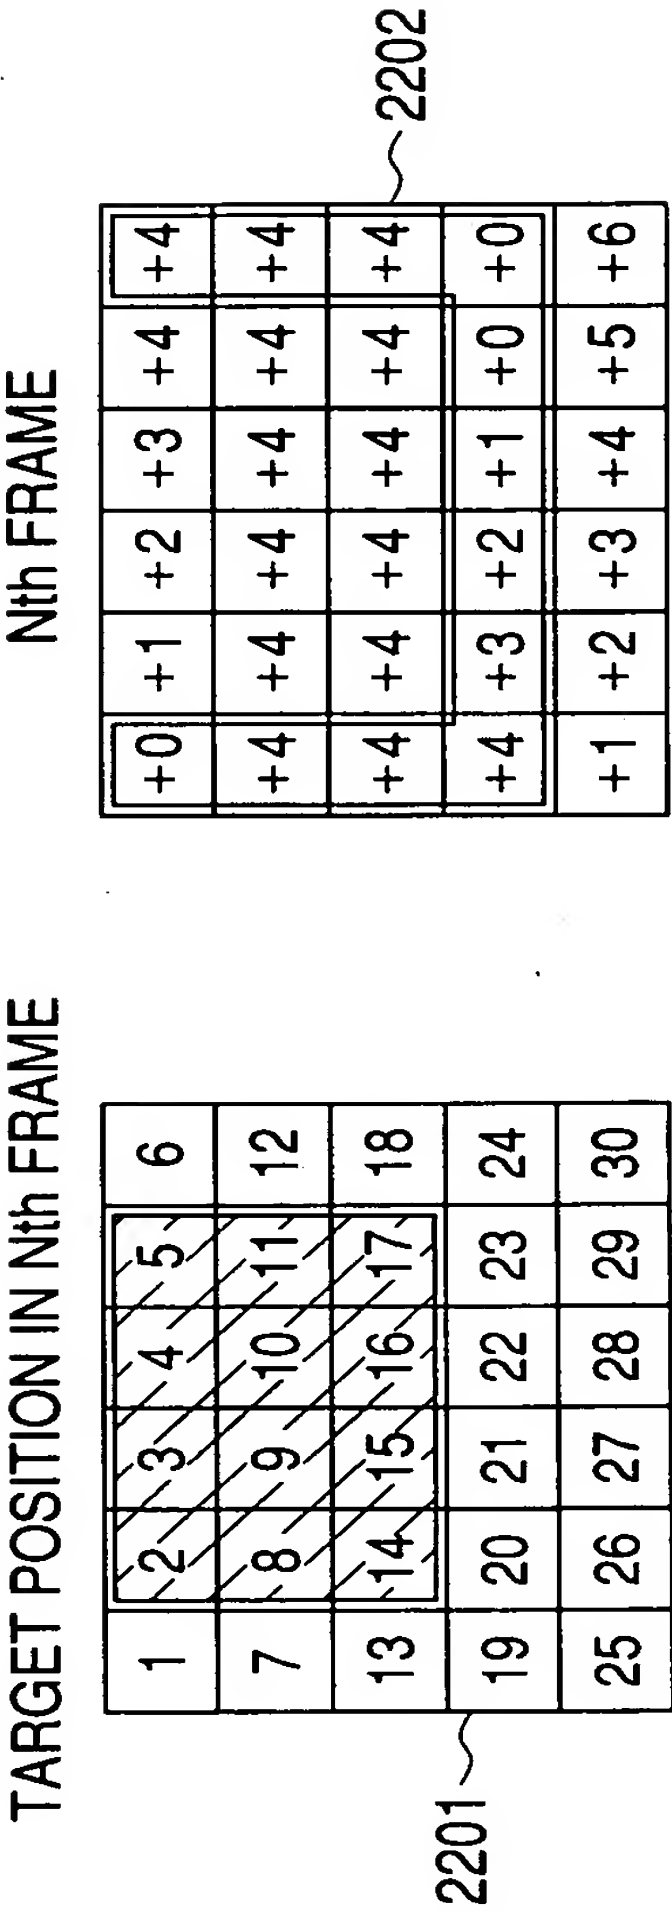 TARGET POSITION IN Nth FRAME
1 2 3 4 5 6
7 8 9 10 11 12
13 14 15 16 17 18
19 20 21 22 23 24
25 26 27 28 29 30
2201
Nth FRAME
+0 +1 +2 +3 +4 +4
+4 +4 +4 +4 +4 +4
+4 +4 +4 +4 +4 +4
+4 +3 +2 +1 +0 +0
+1 +2 +3 +4 +5 +6
2202